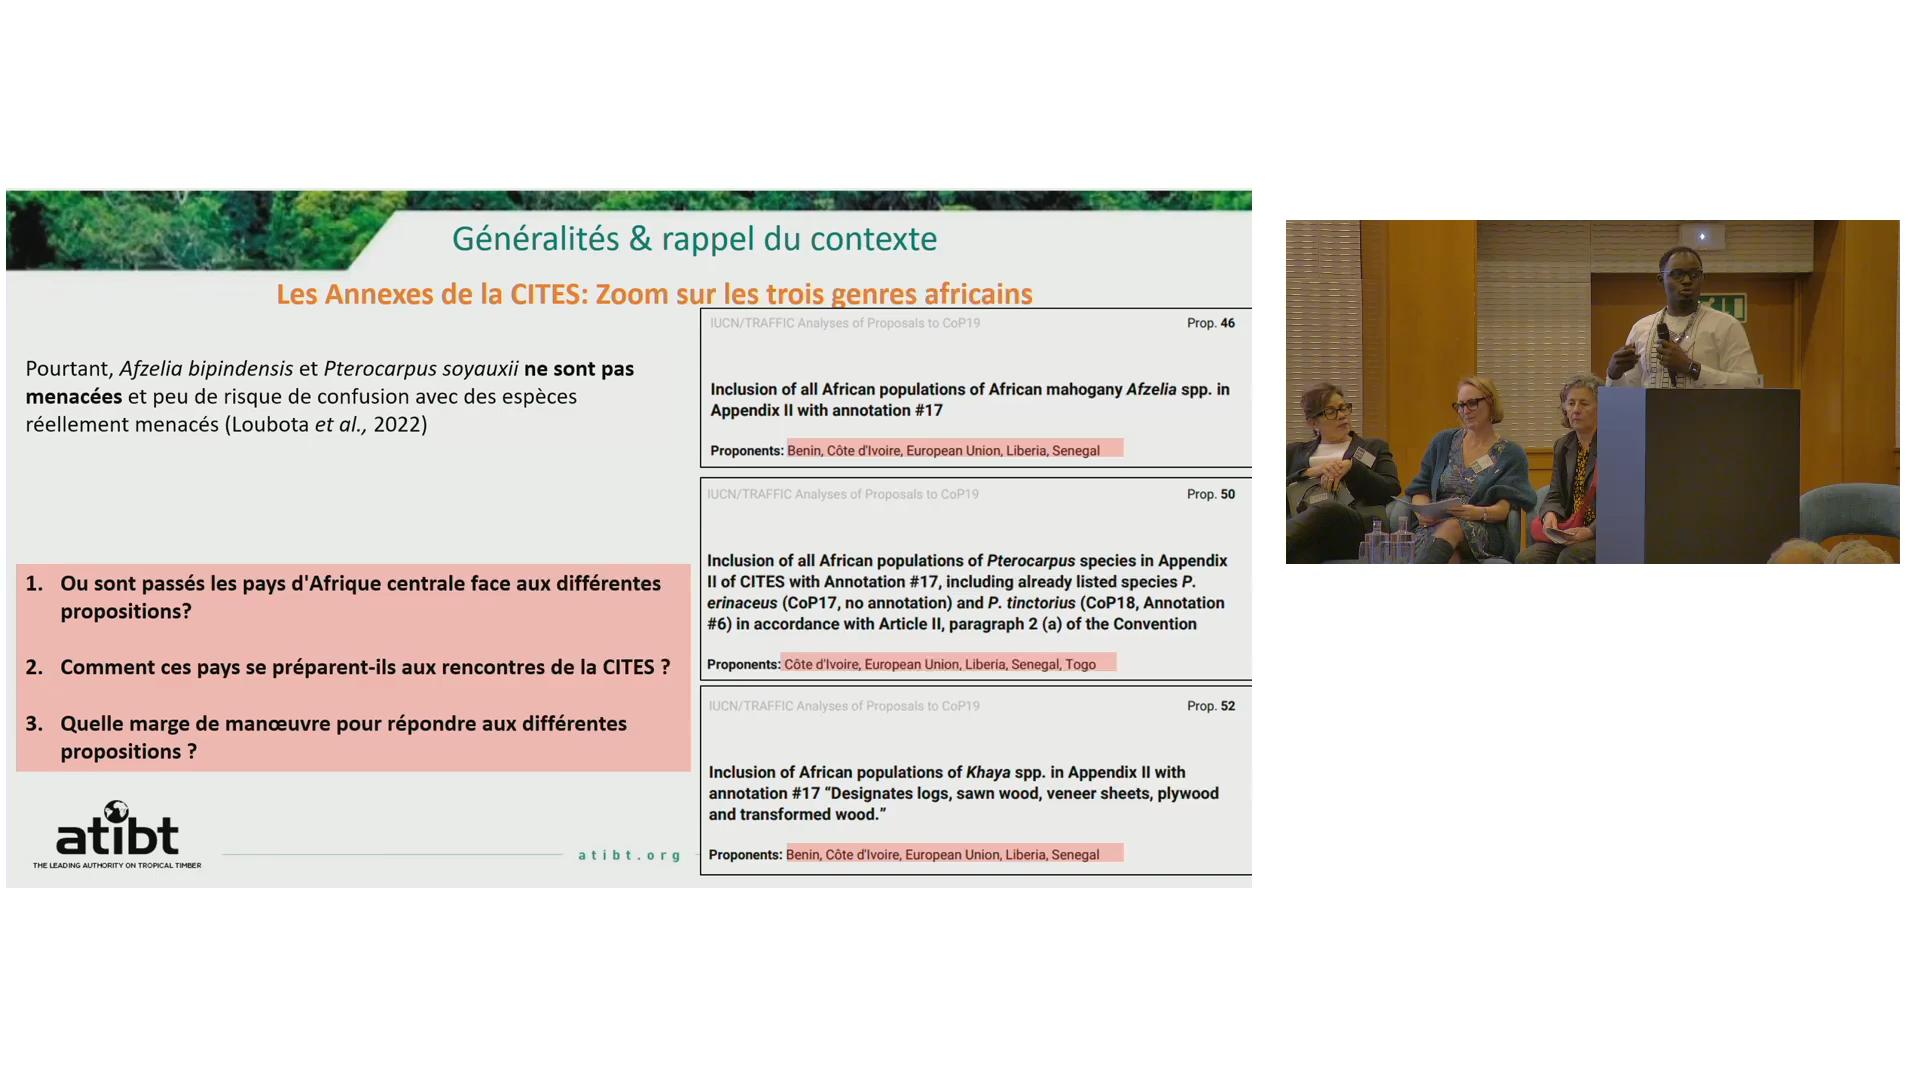 Généralités & rappel du contexte
Les Annexes de la CITES: Zoom sur les trois genres africains
Pourtant, Afzelia bipindensis et Pterocarpus soyauxii ne sont pas
menacées et peu de risque de confusion avec des espèces
réellement menacés (Loubota et al., 2022)
1. Ou sont passés les pays d'Afrique centrale face aux différentes
propositions?
2. Comment ces pays se préparent-ils aux rencontres de la CITES ?
3. Quelle marge de manœuvre pour répondre aux différentes
propositions ?
atibt
THE LEADING AUTHORITY ON TROPICAL TIMBER
atibt.org
IUCN/TRAFFIC Analyses of Proposals to CoP19 Prop. 46
Inclusion of all African populations of African mahogany Afzelia spp. in
Appendix II with annotation #17
Proponents: Benin, Côte d'Ivoire, European Union, Liberia, Senegal
IUCN/TRAFFIC Analyses of Proposals to CoP19 Prop. 50
Inclusion of all African populations of Pterocarpus species in Appendix
II of CITES with Annotation #17, including already listed species P.
erinaceus (CoP17, no annotation) and P. tinctorius (CoP18, Annotation
#6) in accordance with Article II, paragraph 2 (a) of the Convention
Proponents: Côte d'Ivoire, European Union, Liberia, Senegal, Togo
IUCN/TRAFFIC Analyses of Proposals to CoP19 Prop. 52
Inclusion of African populations of Khaya spp. in Appendix II with
annotation #17 “Designates logs, sawn wood, veneer sheets, plywood
and transformed wood.”
Proponents: Benin, Côte d'Ivoire, European Union, Liberia, Senegal